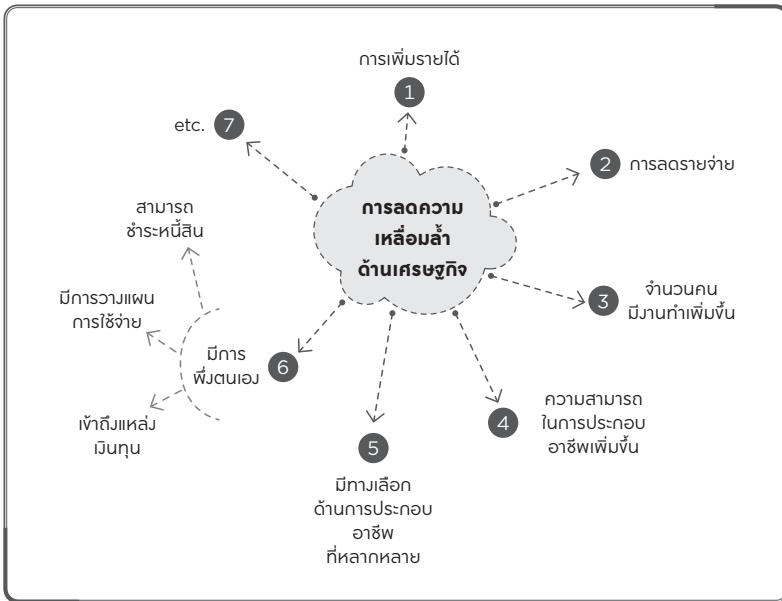 การลดความ
เหลื่อมล้ำ
ด้านเศรษฐกิจ
การเพิ่มรายได้
1
2 การลดรายจ่าย
3
จำนวนคน
มีงานทำเพิ่มขึ้น
4
ความสามารถ
ในการประกอบ
อาชีพเพิ่มขึ้น
5
มีทางเลือก
ด้านการประกอบ
อาชีพ
ที่หลากหลาย
6
มีการ
พึ่งตนเอง
สามารถ
ชำระหนี้สิน
มีการวางแผน
การใช้จ่าย
เข้าถึงแหล่ง
เงินทุน
etc. 7